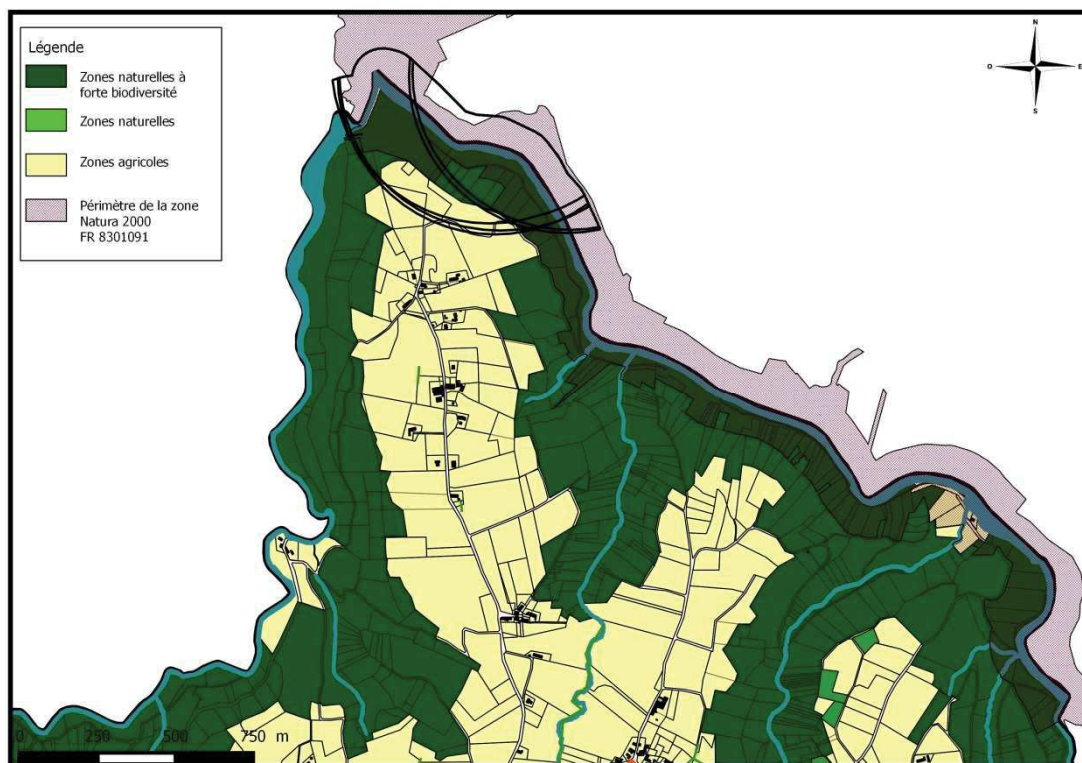 Légende
Zones naturelles à
forte biodiversité
Zones naturelles
Zones agricoles
Périmètre de la zone
Natura 2000
FR 8301091
N
O
E
S
0 250 500 750 m